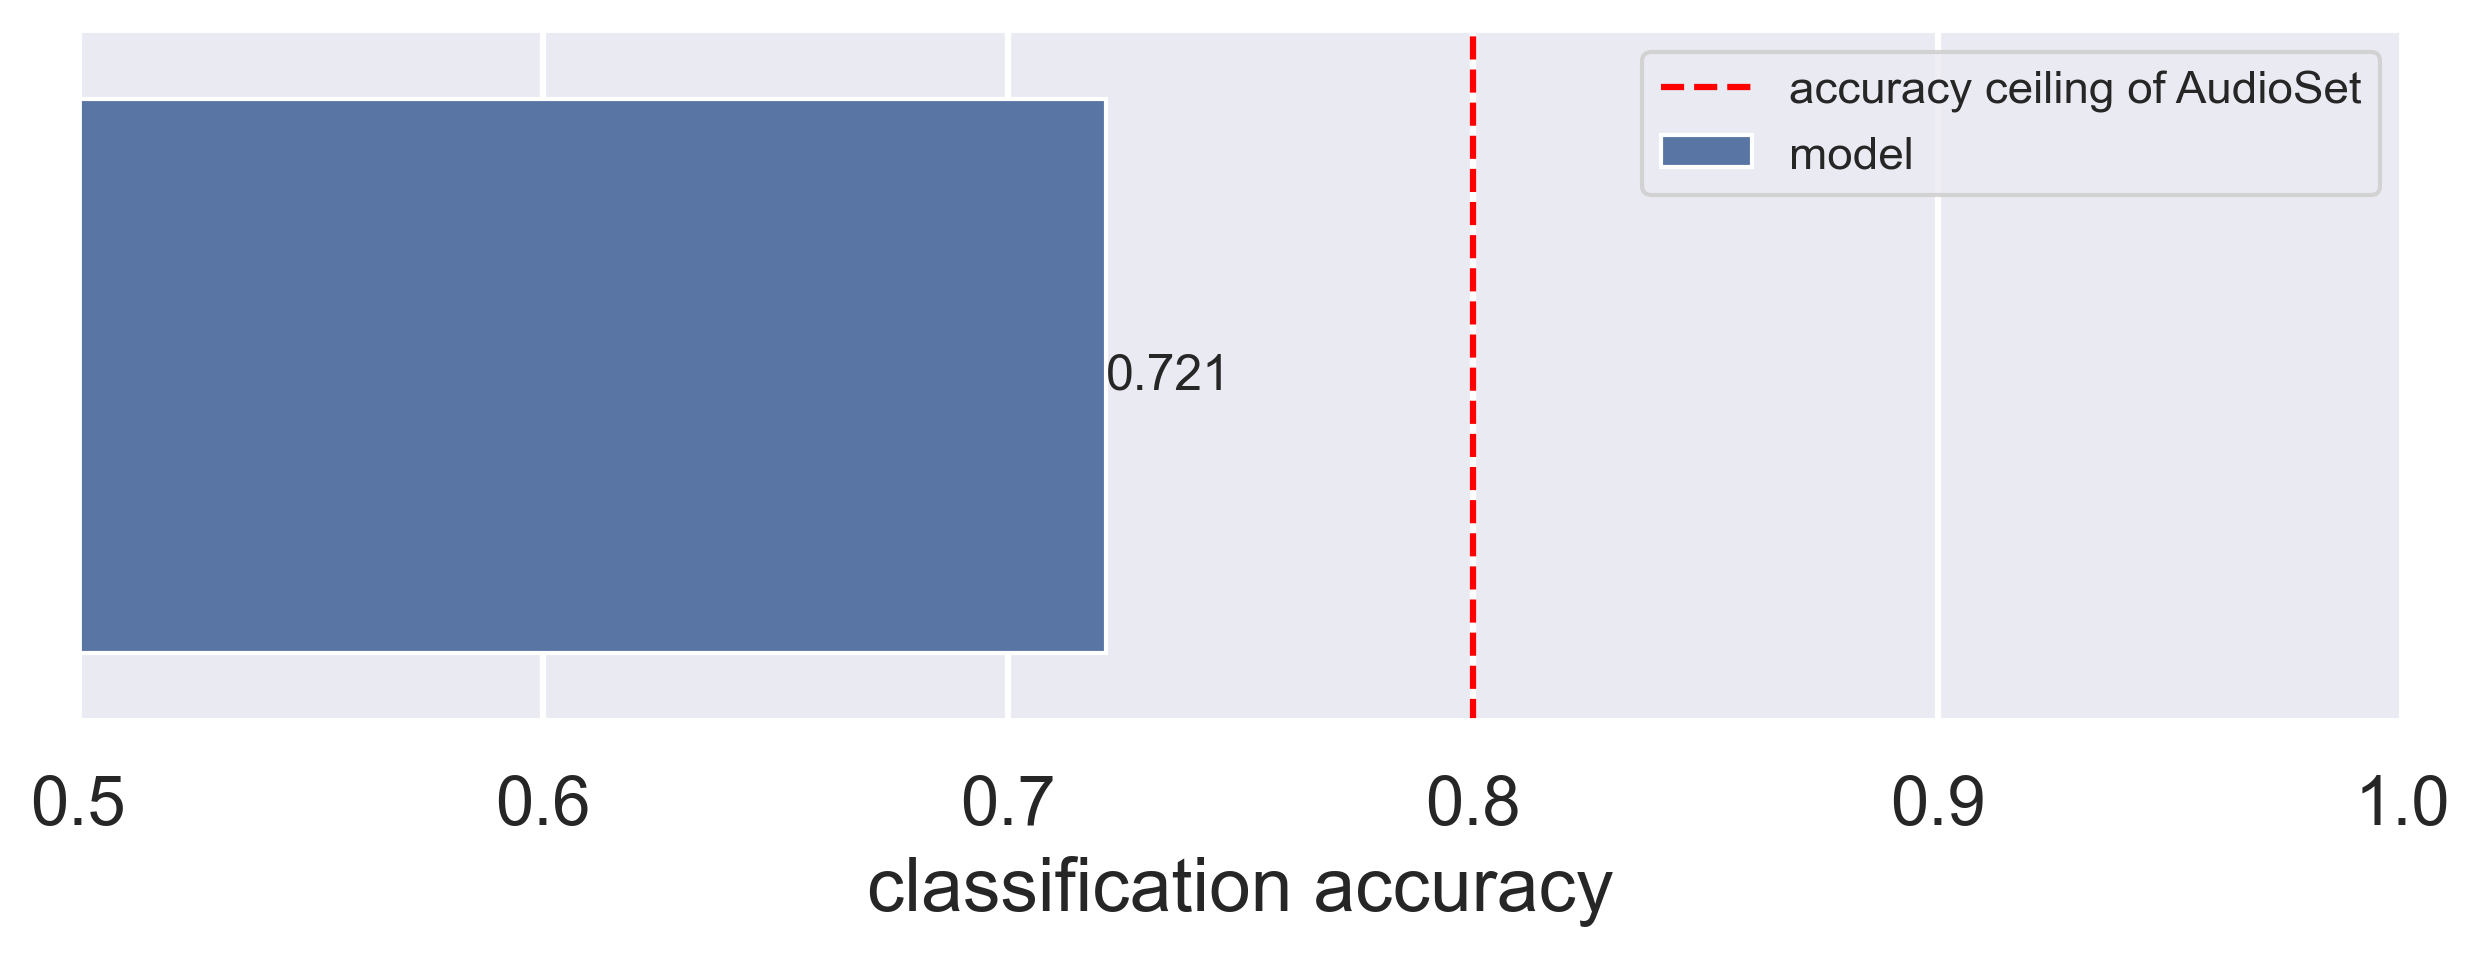 accuracy ceiling of AudioSet
model
0.721
0.5 0.6 0.7 0.8 0.9 1.0
classification accuracy